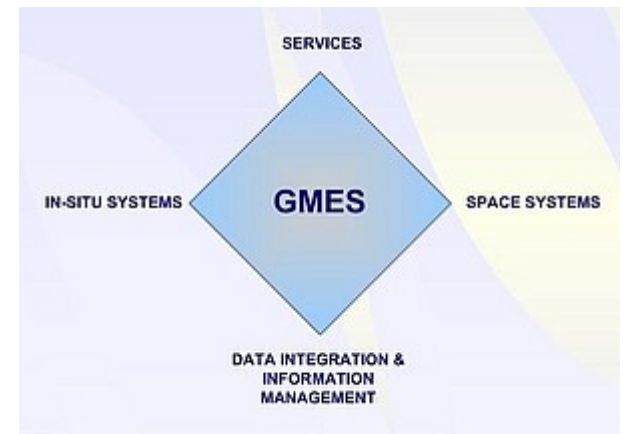 SERVICES
IN-SITU SYSTEMS
GMES
SPACE SYSTEMS
DATA INTEGRATION &
INFORMATION
MANAGEMENT